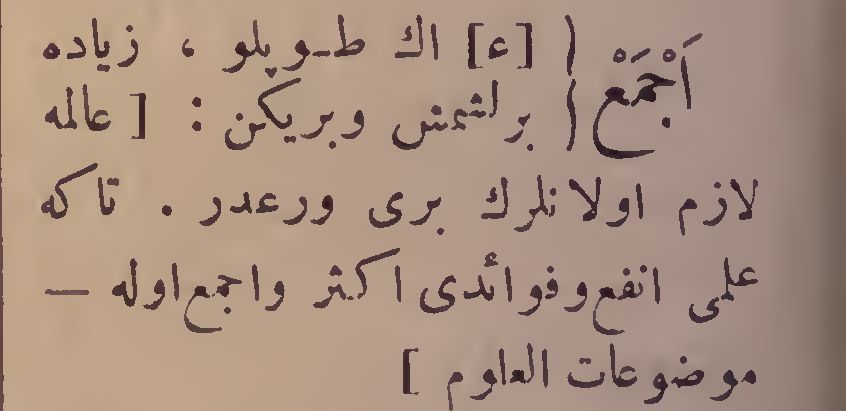 اَجْمَعْ { [ع] اك طـوپلو ، زياده
برلشمش وبريكن : [ عالمه
لازم اولانلرك برى ورعدر . تاكه
علمى انفع وفوائدى اكثر واجمع اوله —
موضوعات العلوم ]